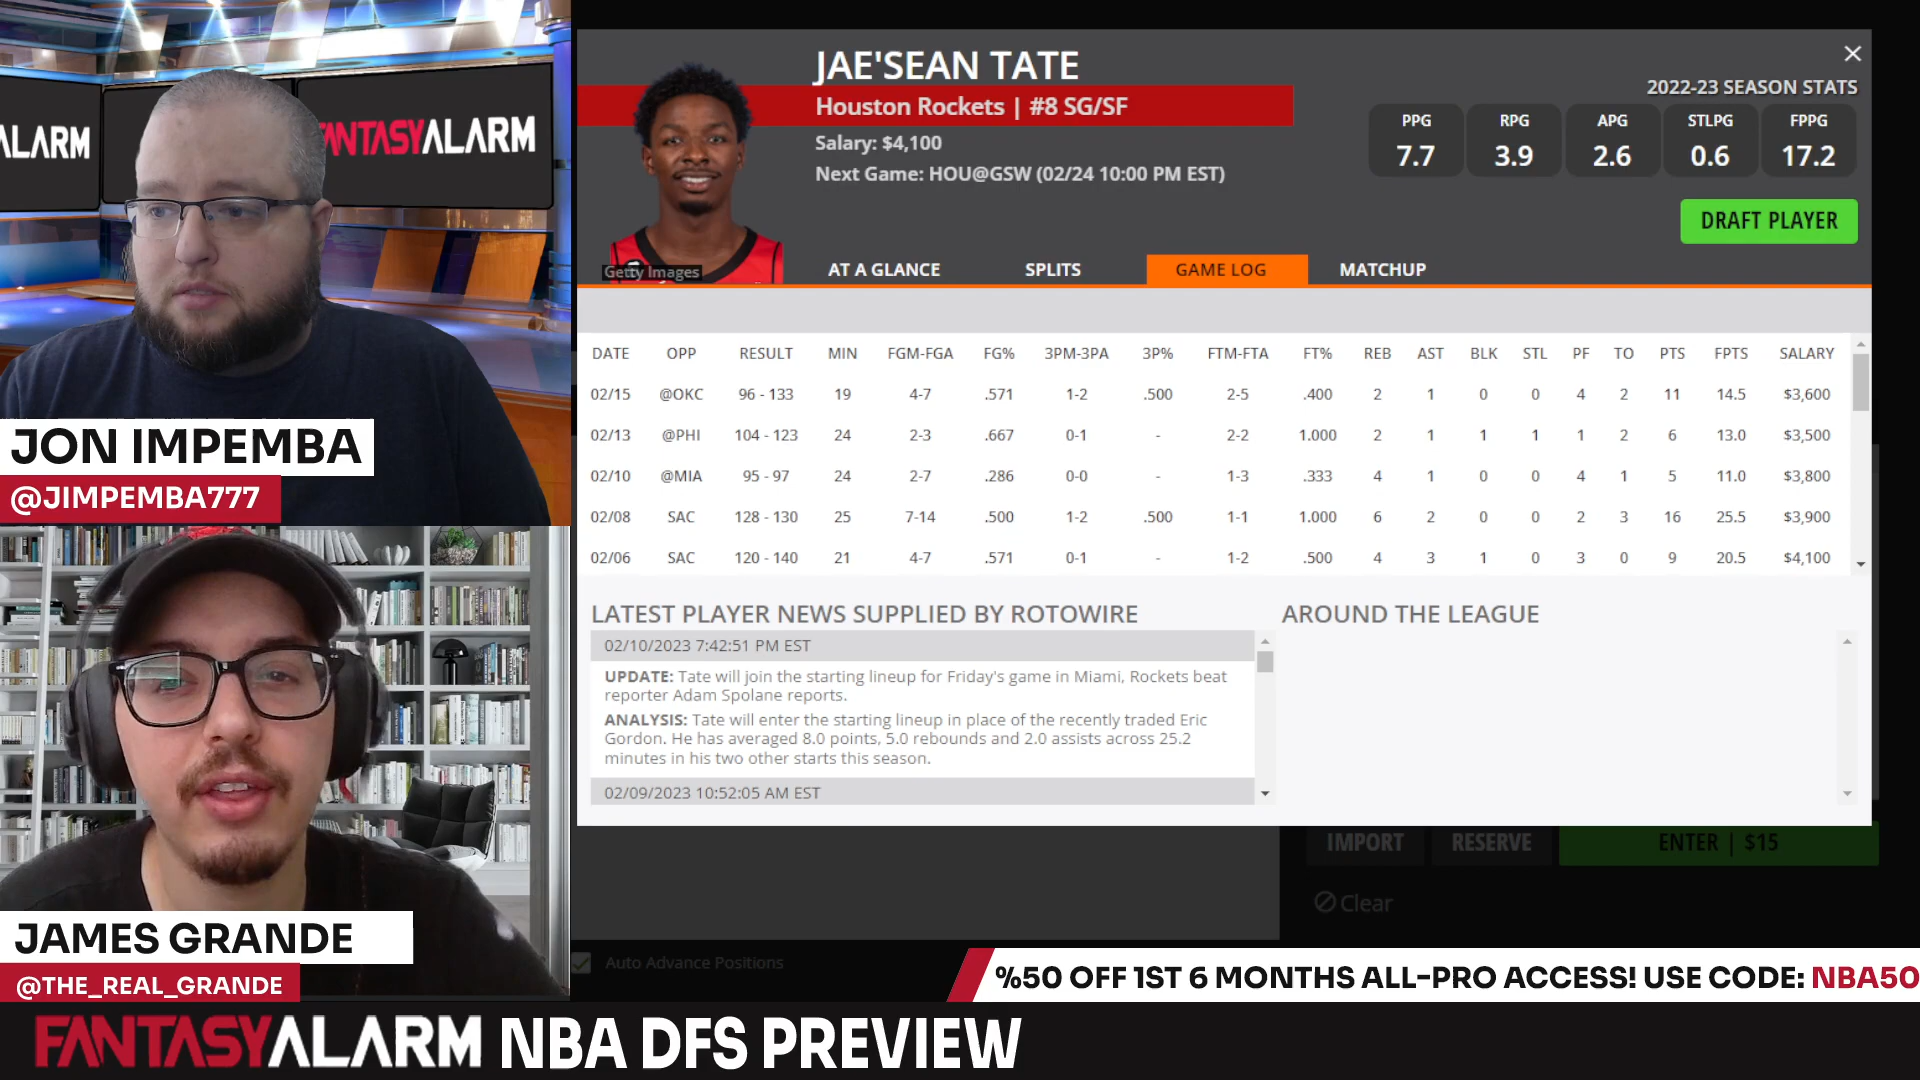 ALARM
FANTASYALARM
JON IMPEMBA
@JIMPEMBA777
JAMES GRANDE
@THE_REAL_GRANDE
JAE'SEAN TATE
Houston Rockets | #8 SG/SF
Salary: $4,100
Next Game: HOU@GSW (02/24 10:00 PM EST)
Getty Images
2022-23 SEASON STATS
PPG RPG APG STLPG FPPG
7.7 3.9 2.6 0.6 17.2
DRAFT PLAYER
AT A GLANCE SPLITS GAME LOG MATCHUP
DATE OPP RESULT MIN FGM-FGA FG% 3PM-3PA 3P% FTM-FTA FT% REB AST BLK STL PF TO PTS FPTS SALARY
02/15 @OKC 96 - 133 19 4-7 .571 1-2 .500 2-5 .400 2 1 0 0 4 2 11 14.5 $3,600
02/13 @PHI 104 - 123 24 2-3 .667 0-1 - 2-2 1.000 2 1 1 1 1 2 6 13.0 $3,500
02/10 @MIA 95 - 97 24 2-7 .286 0-0 - 1-3 .333 4 1 0 0 4 1 5 11.0 $3,800
02/08 SAC 128 - 130 25 7-14 .500 1-2 .500 1-1 1.000 6 2 0 0 2 3 16 25.5 $3,900
02/06 SAC 120 - 140 21 4-7 .571 0-1 - 1-2 .500 4 3 1 0 3 0 9 20.5 $4,100
LATEST PLAYER NEWS SUPPLIED BY ROTOWIRE
02/10/2023 7:42:51 PM EST
UPDATE: Tate will join the starting lineup for Friday's game in Miami, Rockets beat
reporter Adam Spolane reports.
ANALYSIS: Tate will enter the starting lineup in place of the recently traded Eric
Gordon. He has averaged 8.0 points, 5.0 rebounds and 2.0 assists across 25.2
minutes in his two other starts this season.
02/09/2023 10:52:05 AM EST
AROUND THE LEAGUE
IMPORT RESERVE ENTER | $15
Clear
Auto Advance Positions
%50 OFF 1ST 6 MONTHS ALL-PRO ACCESS! USE CODE: NBA50
FANTASYALARM NBA DFS PREVIEW